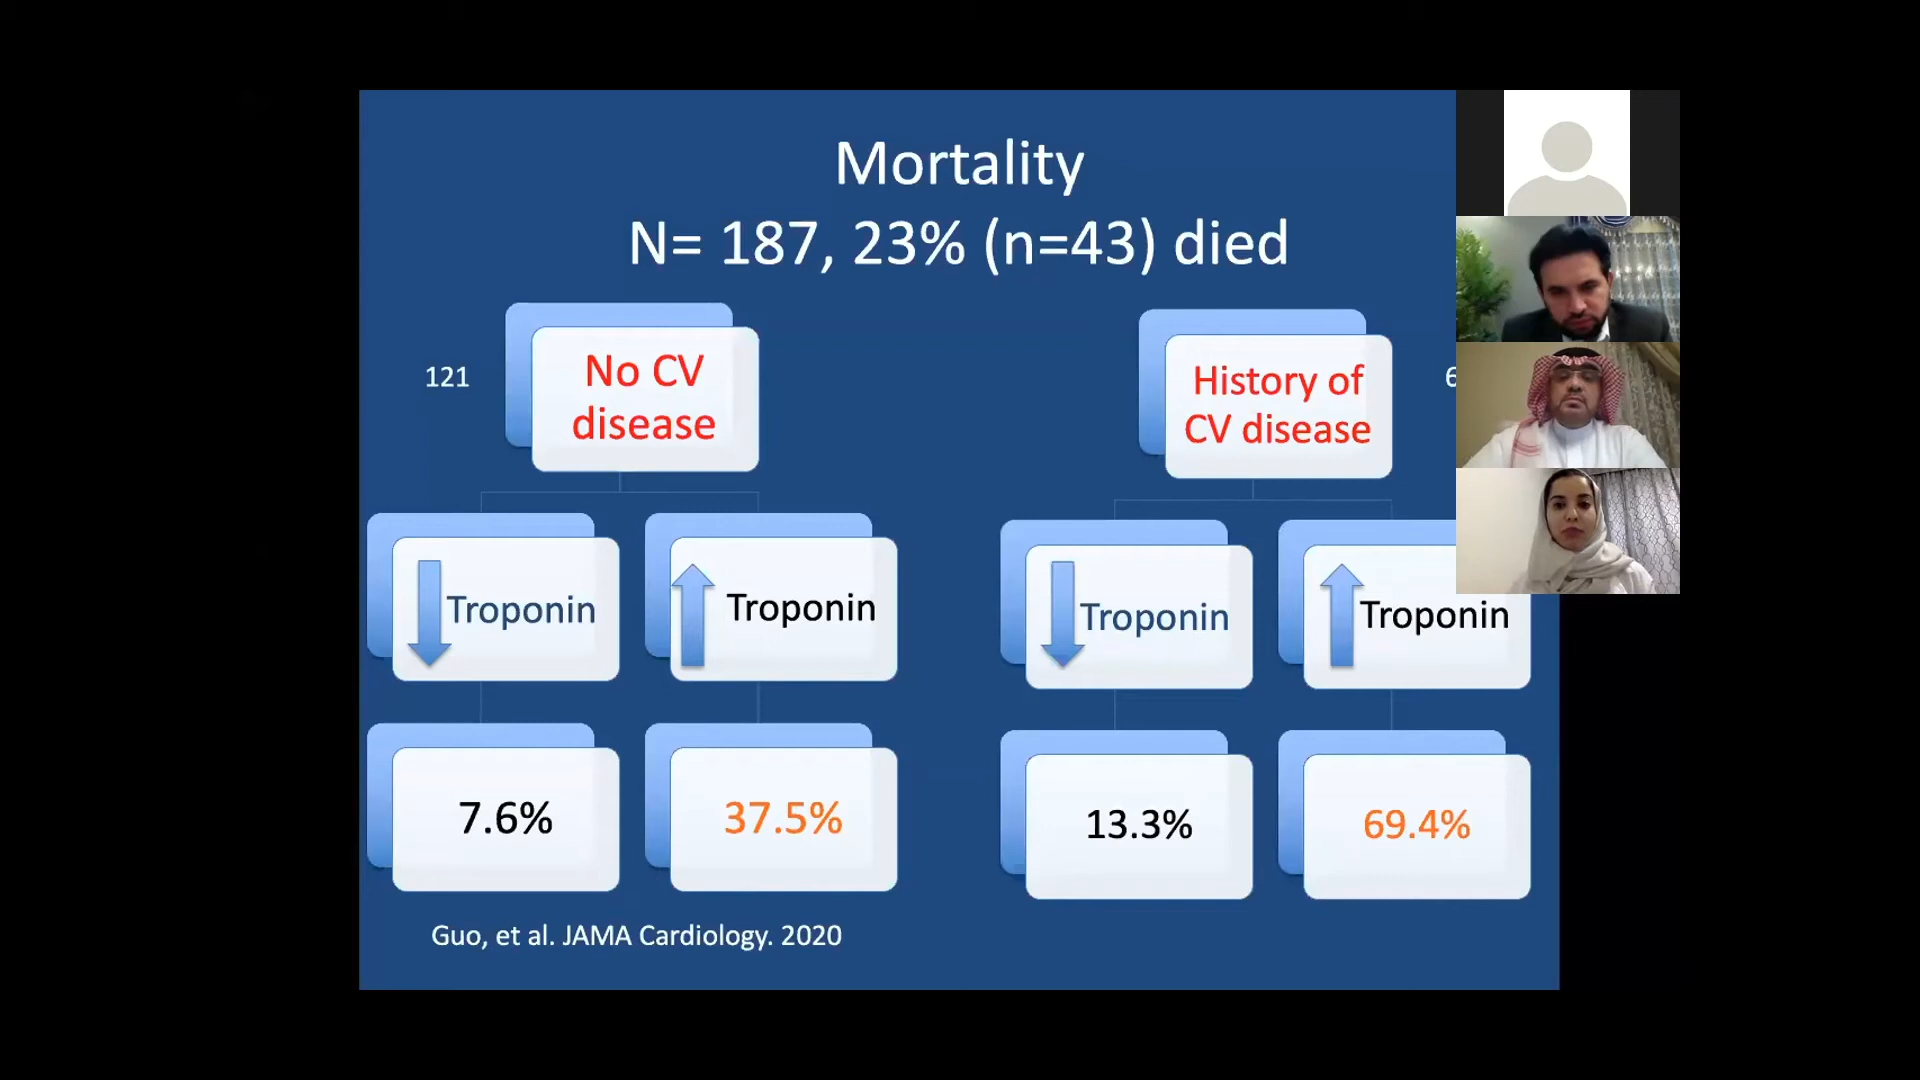 Mortality
N= 187, 23% (n=43) died
121
No CV
disease
History of
CV disease
Troponin
Troponin
Troponin
Troponin
7.6%
37.5%
13.3%
69.4%
Guo, et al. JAMA Cardiology. 2020